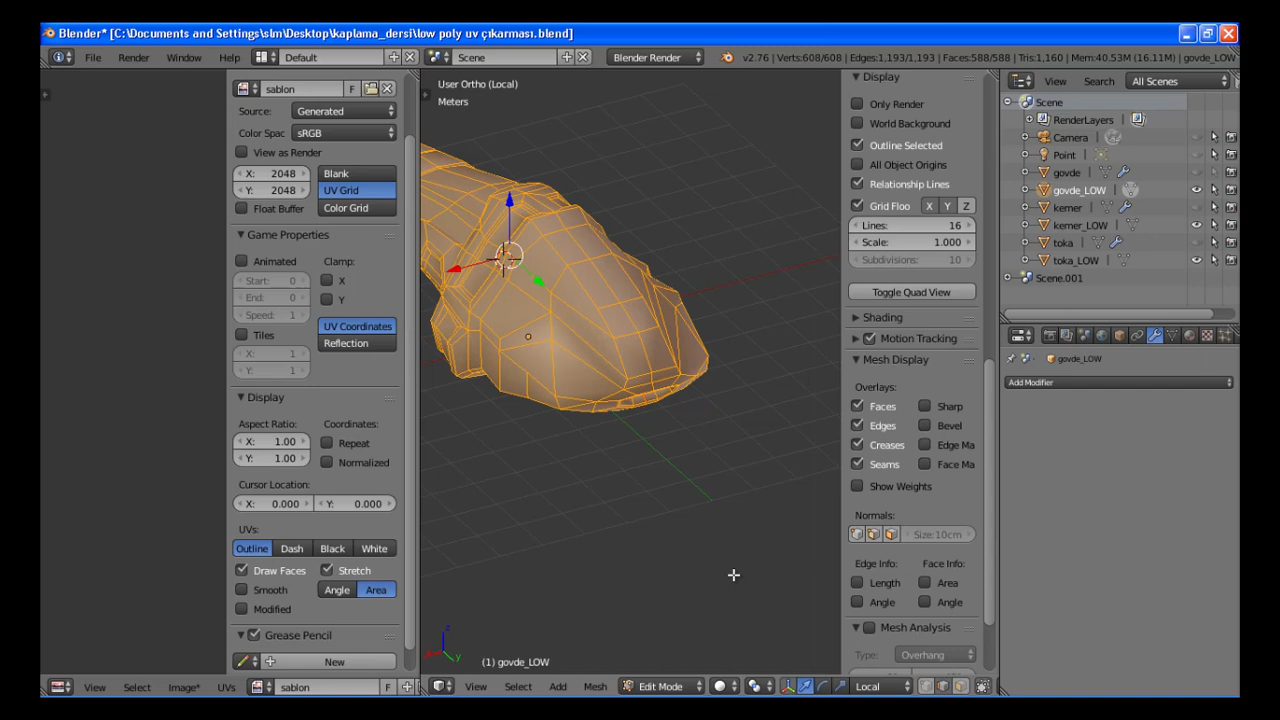 Blender* [C:\Documents and Settings\slm\Desktop\kaplama_dersi\low poly uv çıkarması.blend]
File Render Window Help Default Scene Blender Render v2.76 | Verts:608/608 | Edges:1,193/1,193 | Faces:588/588 | Tris:1,160 | Mem:40.53M (16.11M) | govde_LOW
sablon F
Source: Generated
Color Spac sRGB
View as Render
X: 2048 Blank
Y: 2048 UV Grid
Float Buffer Color Grid
Game Properties
Animated Clamp:
Start: 0 X
End: 0 Y
Speed: 1
Tiles UV Coordinates
X: 1 Reflection
Y: 1
Display
Aspect Ratio: Coordinates:
X: 1.00 Repeat
Y: 1.00 Normalized
Cursor Location:
X: 0.000 Y: 0.000
UVs:
Outline Dash Black White
Draw Faces Stretch
Smooth Angle Area
Modified
Grease Pencil
New
View Select Image* UVs sablon F
User Ortho (Local)
Meters
(1) govde_LOW
View Select Add Mesh Edit Mode Local
Display
Only Render
World Background
Outline Selected
All Object Origins
Relationship Lines
Grid Floo X Y Z
Lines: 16
Scale: 1.000
Subdivisions: 10
Toggle Quad View
Shading
Motion Tracking
Mesh Display
Overlays:
Faces Sharp
Edges Bevel
Creases Edge Ma
Seams Face Ma
Show Weights
Normals:
Size:10cm
Edge Info: Face Info:
Length Area
Angle Angle
Mesh Analysis
Type: Overhang
View Search All Scenes
Scene
RenderLayers
Camera
Point
govde
govde_LOW
kemer
kemer_LOW
toka
toka_LOW
Scene.001
govde_LOW
Add Modifier